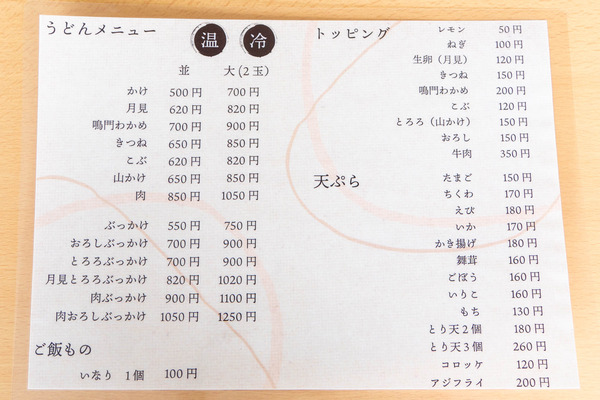 うどんメニュー 温 冷
並 大(2玉)
かけ 500円 700円
月見 620円 820円
鳴門わかめ 700円 900円
きつね 650円 850円
こぶ 620円 820円
山かけ 650円 850円
肉 850円 1050円
ぶっかけ 550円 750円
おろしぶっかけ 700円 900円
とろろぶっかけ 700円 900円
月見とろろぶっかけ 820円 1020円
肉ぶっかけ 900円 1100円
肉おろしぶっかけ 1050円 1250円
ご飯もの
いなり 1個 100円
トッピング
レモン 50円
ねぎ 100円
生卵(月見) 120円
きつね 150円
鳴門わかめ 200円
こぶ 120円
とろろ(山かけ) 150円
おろし 150円
牛肉 350円
天ぷら
たまご 150円
ちくわ 170円
えび 180円
いか 170円
かき揚げ 180円
舞茸 160円
ごぼう 160円
いりこ 160円
もち 130円
とり天2個 180円
とり天3個 260円
コロッケ 120円
アジフライ 200円